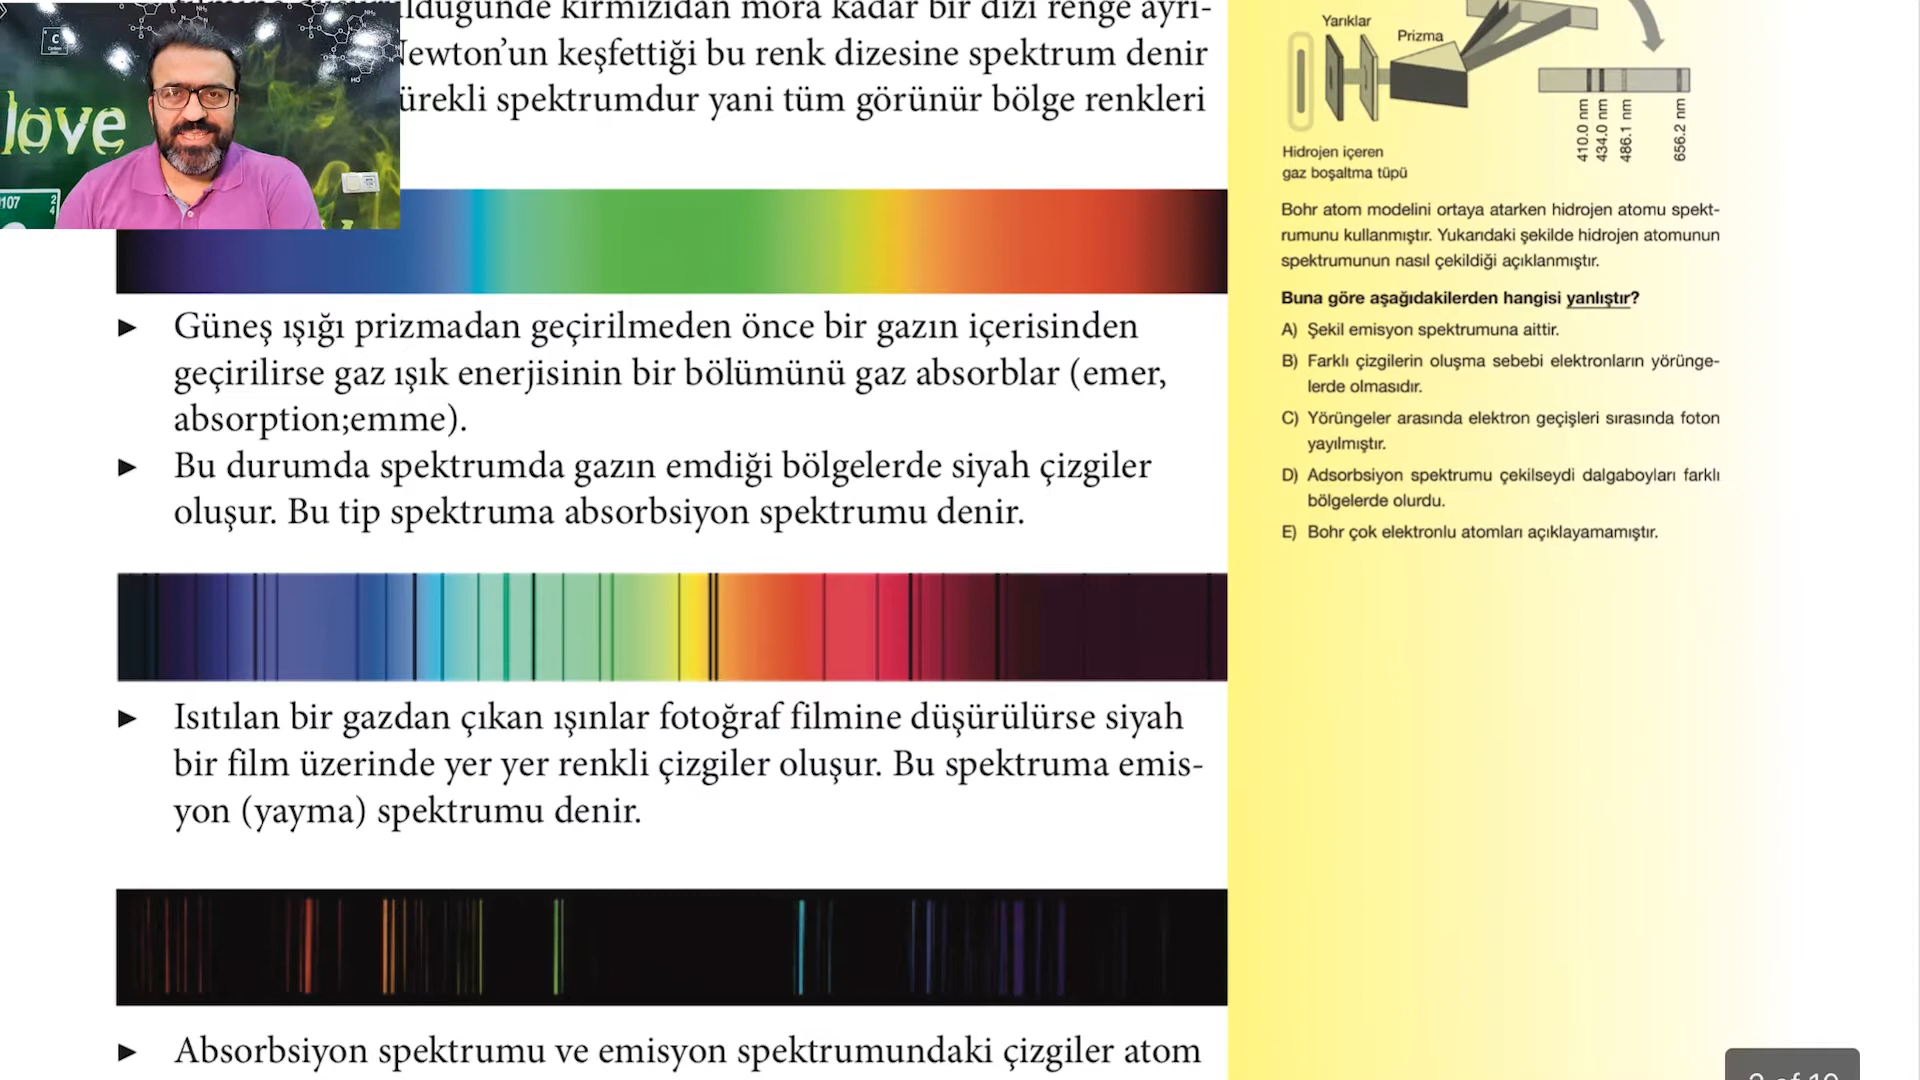 kırmızıdan mora kadar bir dizi renge ayrı-
Newton’un keşfettiği bu renk dizesine spektrum denir
yani tüm görünür bölge renkleri
C
love
107
► Güneş ışığı prizmadan geçirilmeden önce bir gazın içerisinden
geçirilirse gaz ışık enerjisinin bir bölümünü gaz absorblar (emer,
absorption;emme).
► Bu durumda spektrumda gazın emdiği bölgelerde siyah çizgiler
oluşur. Bu tip spektruma absorbsiyon spektrumu denir.
► Isıtılan bir gazdan çıkan ışınlar fotoğraf filmine düşürülürse siyah
bir film üzerinde yer yer renkli çizgiler oluşur. Bu spektruma emis-
yon (yayma) spektrumu denir.
► Absorbsiyon spektrumu ve emisyon spektrumundaki çizgiler atom
Yarıklar
Prizma
410.0 nm
434.0 nm
486.1 nm
656.2 nm
Hidrojen içeren
gaz boşaltma tüpü
Bohr atom modelini ortaya atarken hidrojen atomu spekt-
rumunu kullanmıştır. Yukarıdaki şekilde hidrojen atomunun
spektrumunun nasıl çekildiği açıklanmıştır.
Buna göre aşağıdakilerden hangisi yanlıştır?
A) Şekil emisyon spektrumuna aittir.
B) Farklı çizgilerin oluşma sebebi elektronların yörünge-
lerde olmasıdır.
C) Yörüngeler arasında elektron geçişleri sırasında foton
yayılmıştır.
D) Adsorbsiyon spektrumu çekilseydi dalgaboyları farklı
bölgelerde olurdu.
E) Bohr çok elektronlu atomları açıklayamamıştır.